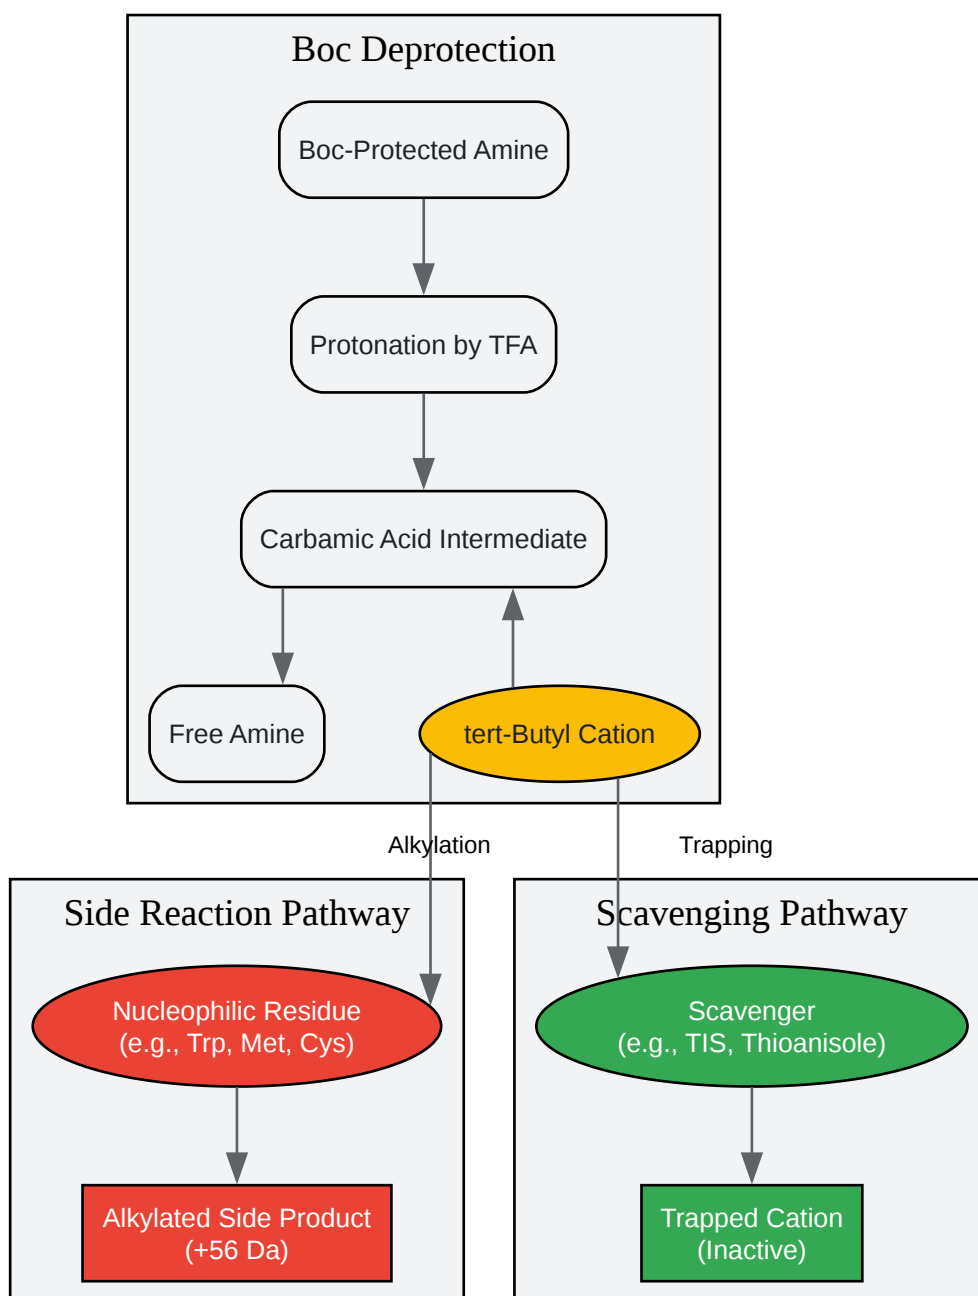 Boc Deprotection
Boc-Protected Amine
Protonation by TFA
Carbamic Acid Intermediate
Free Amine
tert-Butyl Cation
Alkylation
Trapping
Side Reaction Pathway
Nucleophilic Residue
(e.g., Trp, Met, Cys)
Alkylated Side Product
(+56 Da)
Scavenging Pathway
Scavenger
(e.g., TIS, Thioanisole)
Trapped Cation
(Inactive)